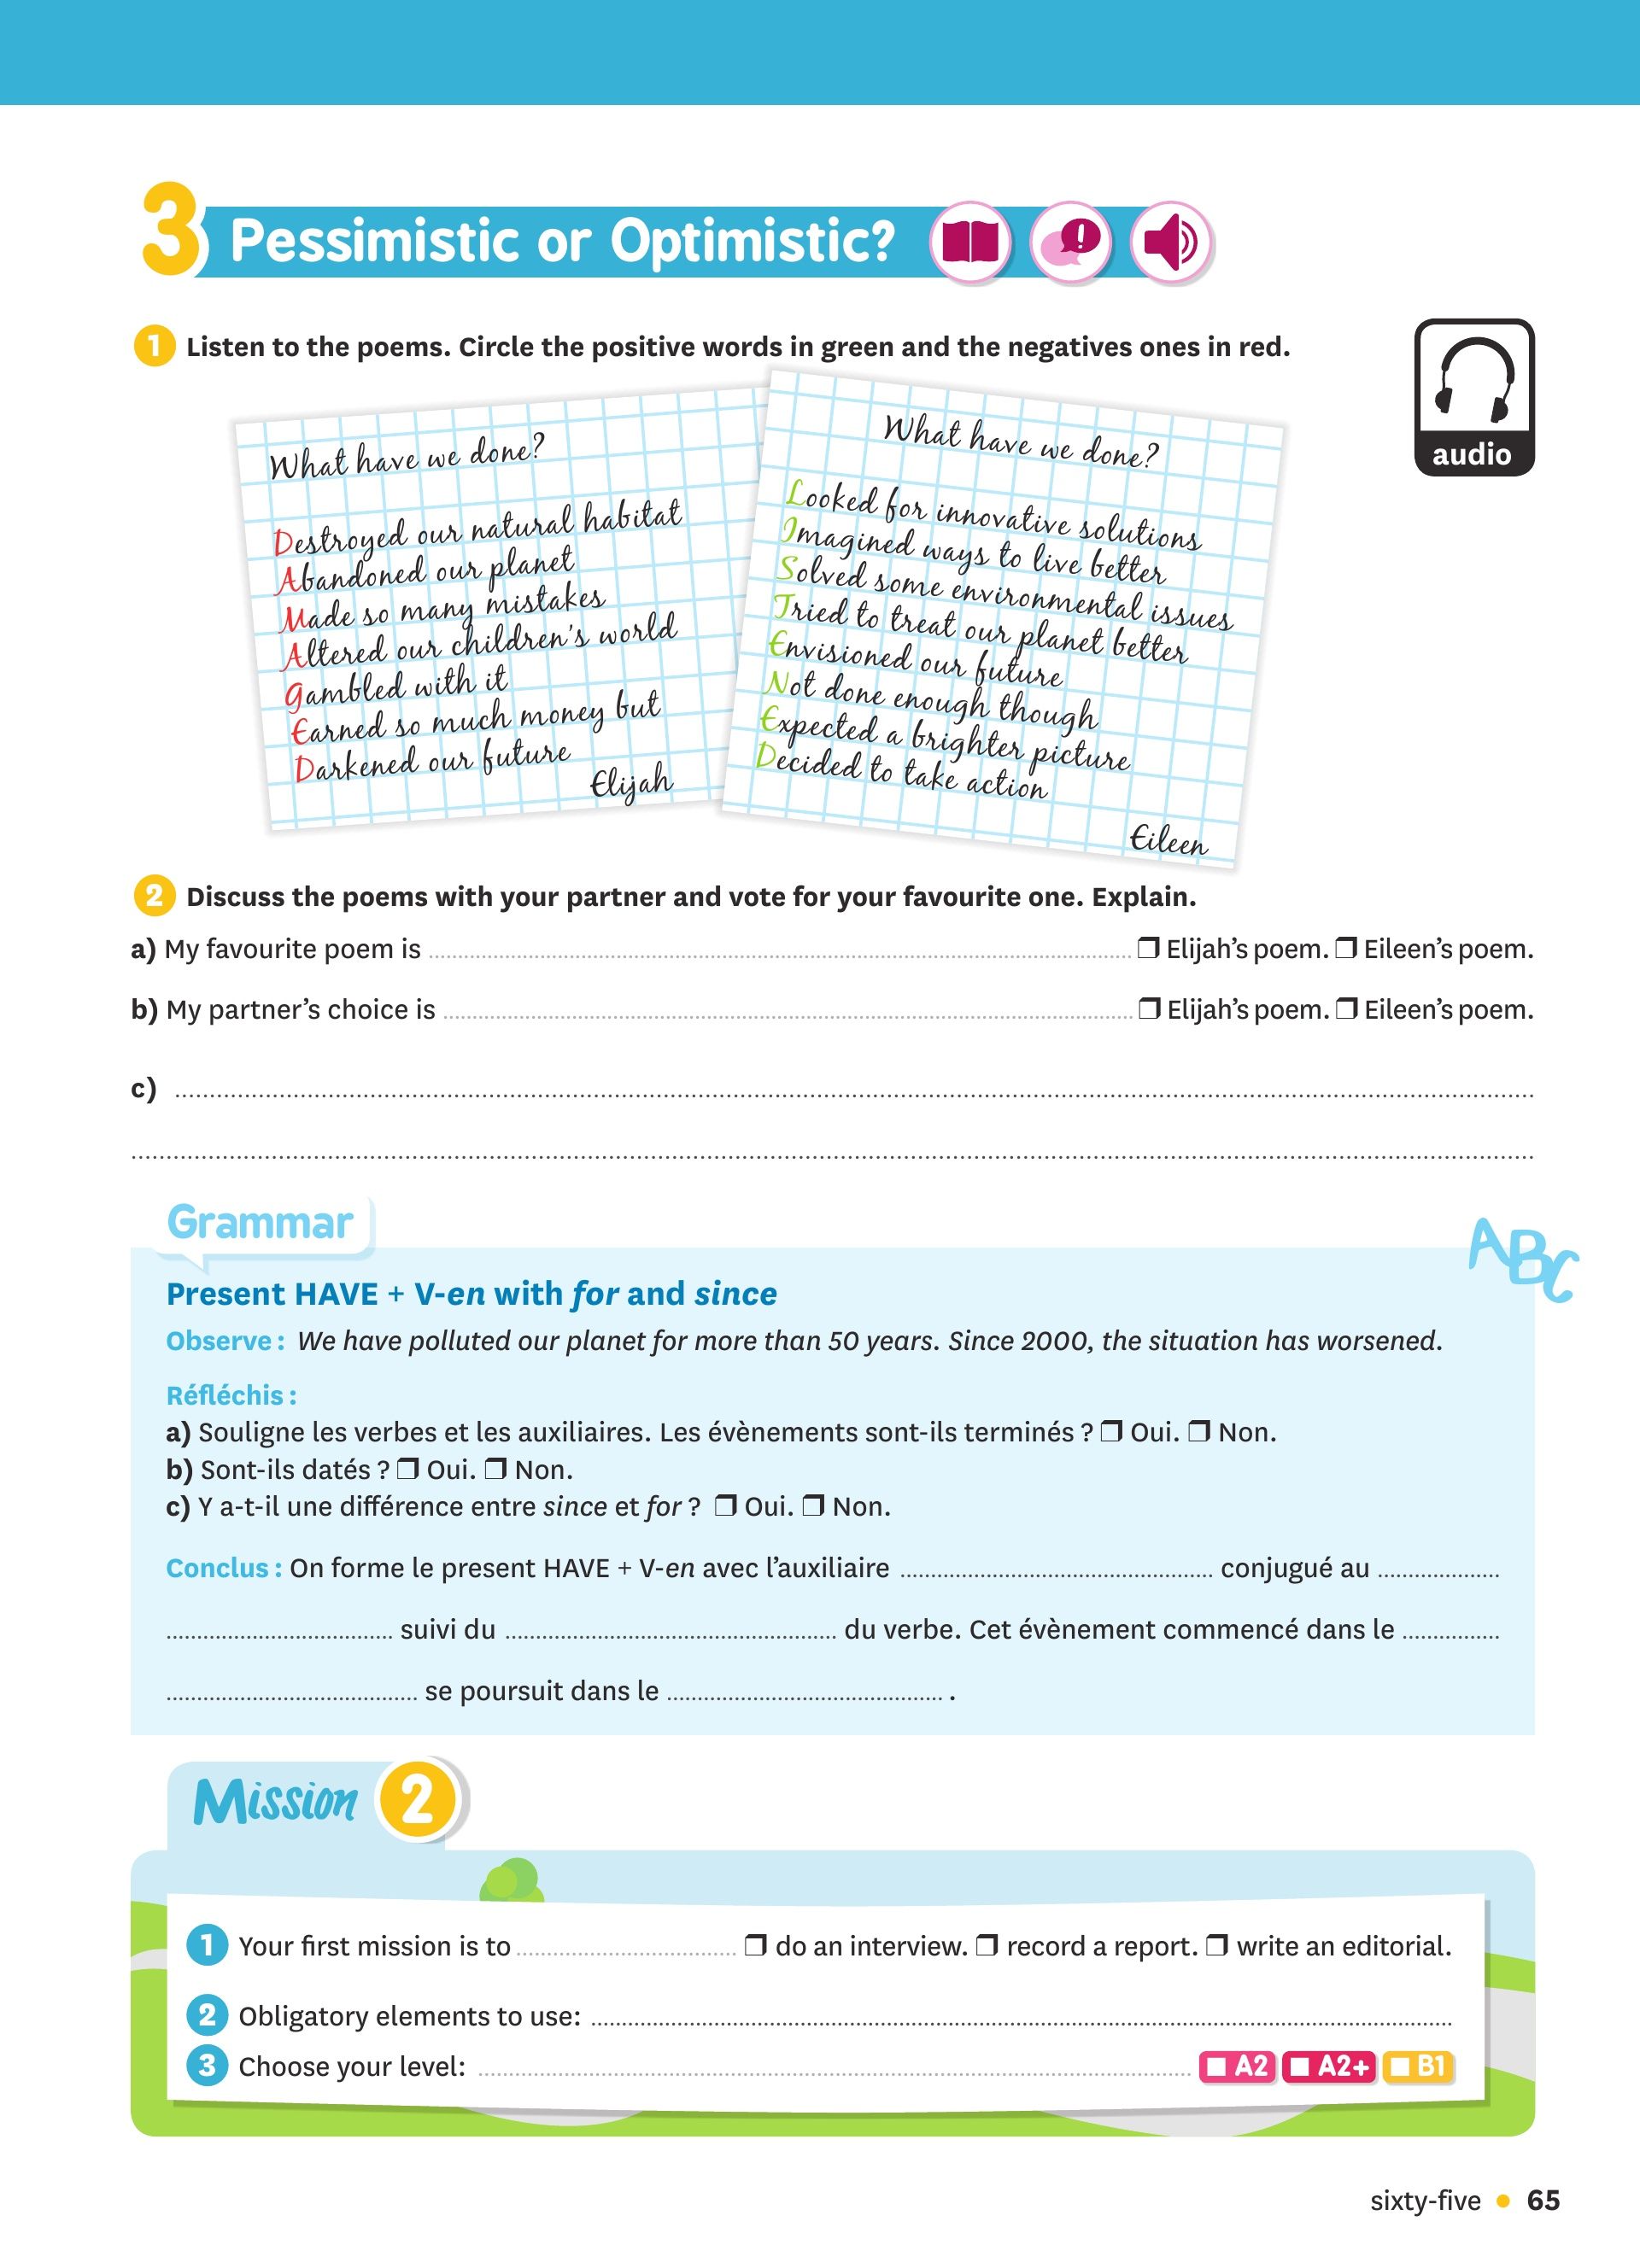 3 Pessimistic or Optimistic?
1 Listen to the poems. Circle the positive words in green and the negatives ones in red.
audio
What have we done?
Destroyed our natural habitat
Abandoned our planet
Made so many mistakes
Altered our children's world
Gambled with it
Earned so much money but
Darkened our future
Elijah
What have we done?
Looked for innovative solutions
Imagined ways to live better
Solved some environmental issues
Tried to treat our planet better
Envisioned our future
Not done enough though
Expected a brighter picture
Decided to take action
Eileen
2 Discuss the poems with your partner and vote for your favourite one. Explain.
a) My favourite poem is ........ ❒ Elijah's poem. ❒ Eileen's poem.
b) My partner's choice is ........ ❒ Elijah's poem. ❒ Eileen's poem.
c) ........
Grammar
ABC
Present HAVE + V-en with for and since
Observe : We have polluted our planet for more than 50 years. Since 2000, the situation has worsened.
Réfléchis :
a) Souligne les verbes et les auxiliaires. Les évènements sont-ils terminés ? ❒ Oui. ❒ Non.
b) Sont-ils datés ? ❒ Oui. ❒ Non.
c) Y a-t-il une différence entre since et for ? ❒ Oui. ❒ Non.
Conclus : On forme le present HAVE + V-en avec l'auxiliaire ........ conjugué au ........
........ suivi du ........ du verbe. Cet évènement commencé dans le ........
........ se poursuit dans le ........ .
Mission 2
1 Your first mission is to ........ ❒ do an interview. ❒ record a report. ❒ write an editorial.
2 Obligatory elements to use: ........
3 Choose your level: ........ A2 A2+ B1
sixty-five • 65